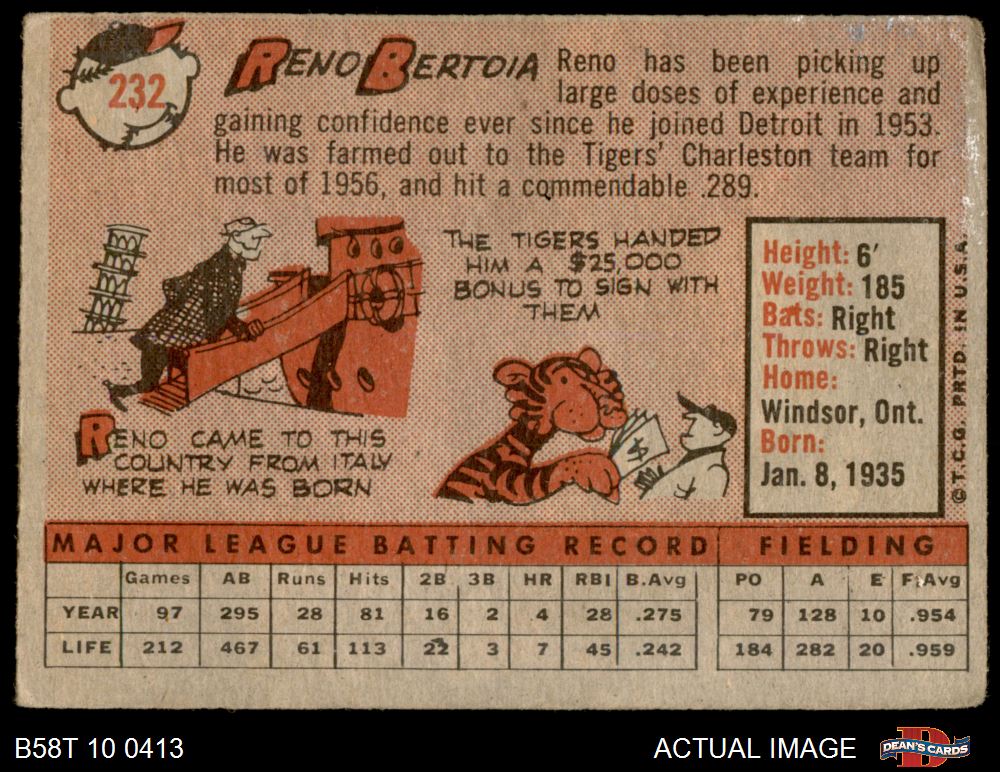 232
RENO BERTOIA
Reno has been picking up
large doses of experience and
gaining confidence ever since he joined Detroit in 1953.
He was farmed out to the Tigers' Charleston team for
most of 1956, and hit a commendable .289.
THE TIGERS HANDED
HIM A $25,000
BONUS TO SIGN WITH
THEM
$
RENO CAME TO THIS
COUNTRY FROM ITALY
WHERE HE WAS BORN
Height: 6'
Weight: 185
Bats: Right
Throws: Right
Home:
Windsor, Ont.
Born:
Jan. 8, 1935
© T.C.G. PRTD. IN U.S.A.
MAJOR LEAGUE BATTING RECORD FIELDING
Games AB Runs Hits 2B 3B HR RBI B.Avg PO A E F.Avg
YEAR 97 295 28 81 16 2 4 28 .275 79 128 10 .954
LIFE 212 467 61 113 22 3 7 45 .242 184 282 20 .959
B58T 10 0413
ACTUAL IMAGE
D
DEAN'S CARDS